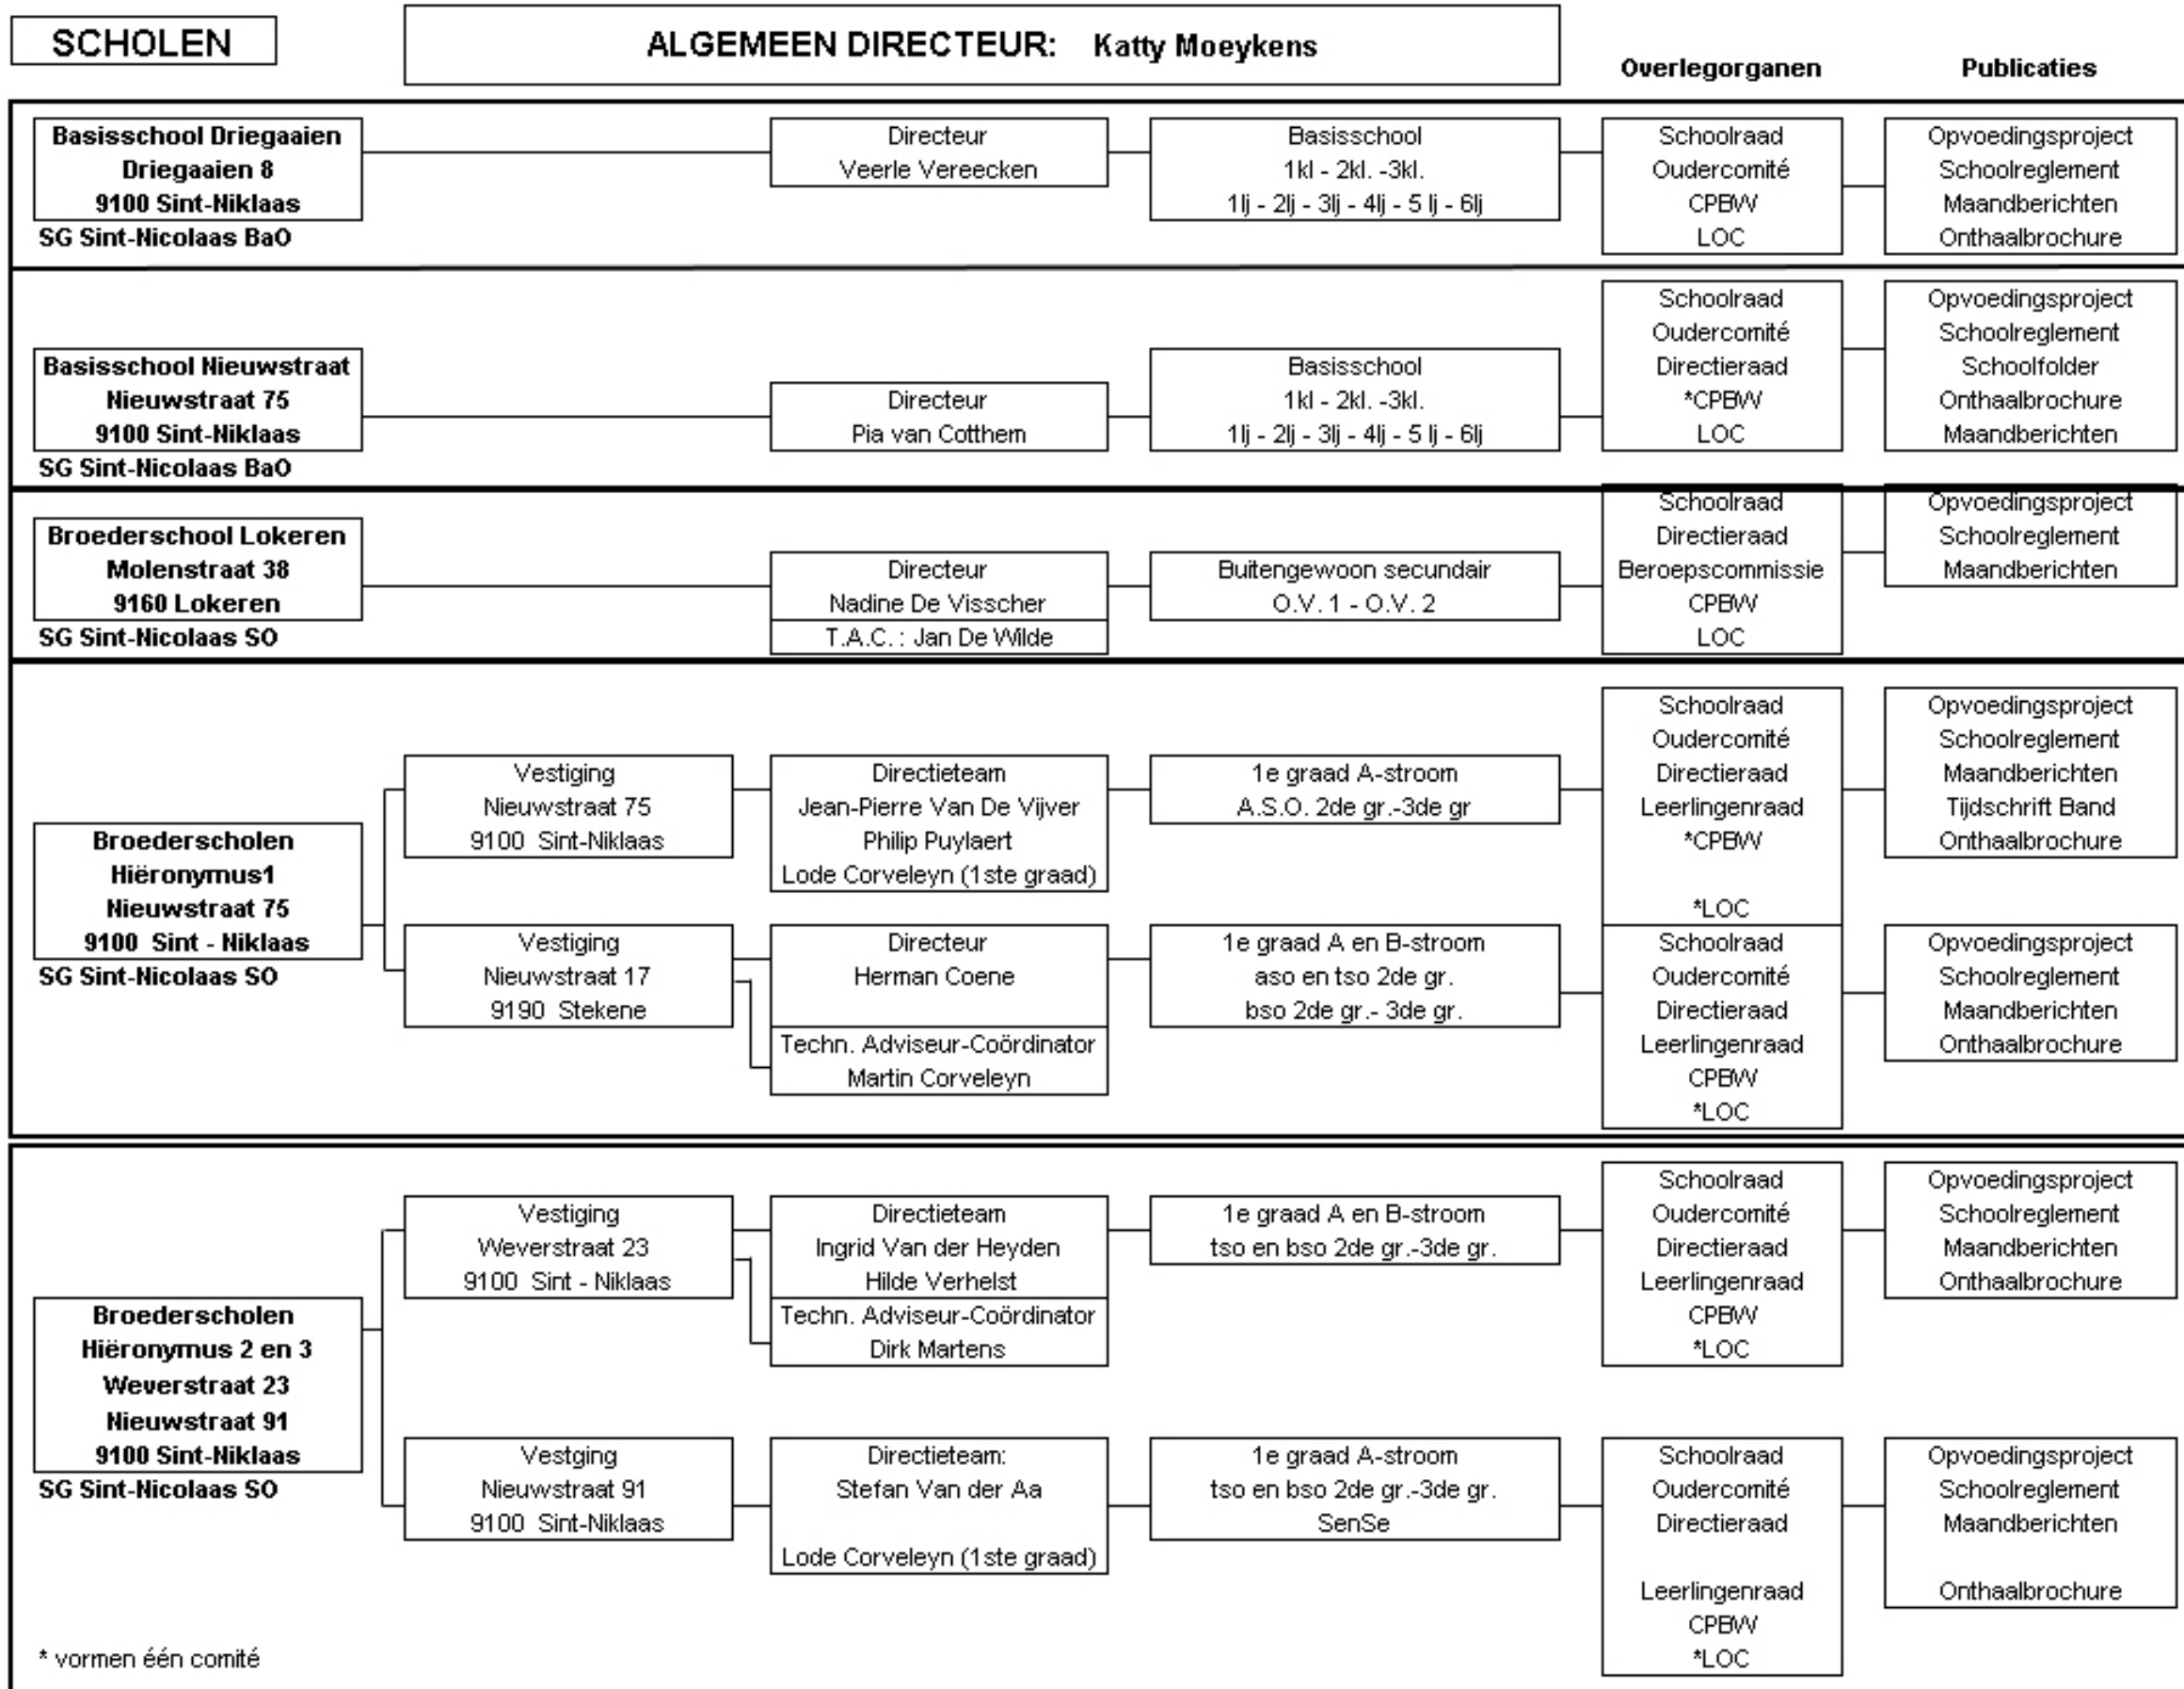 SCHOLEN
ALGEMEEN DIRECTEUR: Katty Moeykens
Overlegorganen
Publicaties
Basisschool Driegaaien
Driegaaien 8
9100 Sint-Niklaas
SG Sint-Nicolaas BaO
Directeur
Veerle Vereecken
Basisschool
1kl - 2kl. -3kl.
1lj - 2lj - 3lj - 4lj - 5 lj - 6lj
Schoolraad
Oudercomité
CPBW
LOC
Opvoedingsproject
Schoolreglement
Maandberichten
Onthaalbrochure
Basisschool Nieuwstraat
Nieuwstraat 75
9100 Sint-Niklaas
SG Sint-Nicolaas BaO
Directeur
Pia van Cotthem
Basisschool
1kl - 2kl. -3kl.
1lj - 2lj - 3lj - 4lj - 5 lj - 6lj
Schoolraad
Oudercomité
Directieraad
*CPBW
LOC
Opvoedingsproject
Schoolreglement
Schoolfolder
Onthaalbrochure
Maandberichten
Broederschool Lokeren
Molenstraat 38
9160 Lokeren
SG Sint-Nicolaas SO
Directeur
Nadine De Visscher
T.A.C. : Jan De Wilde
Buitengewoon secundair
O.V. 1 - O.V. 2
Schoolraad
Directieraad
Beroepscommissie
CPBW
LOC
Opvoedingsproject
Schoolreglement
Maandberichten
Broederscholen
Hiëronymus1
Nieuwstraat 75
9100 Sint - Niklaas
SG Sint-Nicolaas SO
Vestiging
Nieuwstraat 75
9100 Sint-Niklaas
Directieteam
Jean-Pierre Van De Vijver
Philip Puylaert
Lode Corveleyn (1ste graad)
1e graad A-stroom
A.S.O. 2de gr.-3de gr
Schoolraad
Oudercomité
Directieraad
Leerlingenraad
*CPBW
*LOC
Opvoedingsproject
Schoolreglement
Maandberichten
Tijdschrift Band
Onthaalbrochure
Vestiging
Nieuwstraat 17
9190 Stekene
Directeur
Herman Coene
Techn. Adviseur-Coördinator
Martin Corveleyn
1e graad A en B-stroom
aso en tso 2de gr.
bso 2de gr.- 3de gr.
Schoolraad
Oudercomité
Directieraad
Leerlingenraad
CPBW
*LOC
Opvoedingsproject
Schoolreglement
Maandberichten
Onthaalbrochure
Broederscholen
Hiëronymus 2 en 3
Weverstraat 23
Nieuwstraat 91
9100 Sint-Niklaas
SG Sint-Nicolaas SO
Vestiging
Weverstraat 23
9100 Sint - Niklaas
Directieteam
Ingrid Van der Heyden
Hilde Verhelst
Techn. Adviseur-Coördinator
Dirk Martens
1e graad A en B-stroom
tso en bso 2de gr.-3de gr.
Schoolraad
Oudercomité
Directieraad
Leerlingenraad
CPBW
*LOC
Opvoedingsproject
Schoolreglement
Maandberichten
Onthaalbrochure
Vestging
Nieuwstraat 91
9100 Sint-Niklaas
Directieteam:
Stefan Van der Aa
Lode Corveleyn (1ste graad)
1e graad A-stroom
tso en bso 2de gr.-3de gr.
SenSe
Schoolraad
Oudercomité
Directieraad
Leerlingenraad
CPBW
*LOC
Opvoedingsproject
Schoolreglement
Maandberichten
Onthaalbrochure
* vormen één comité